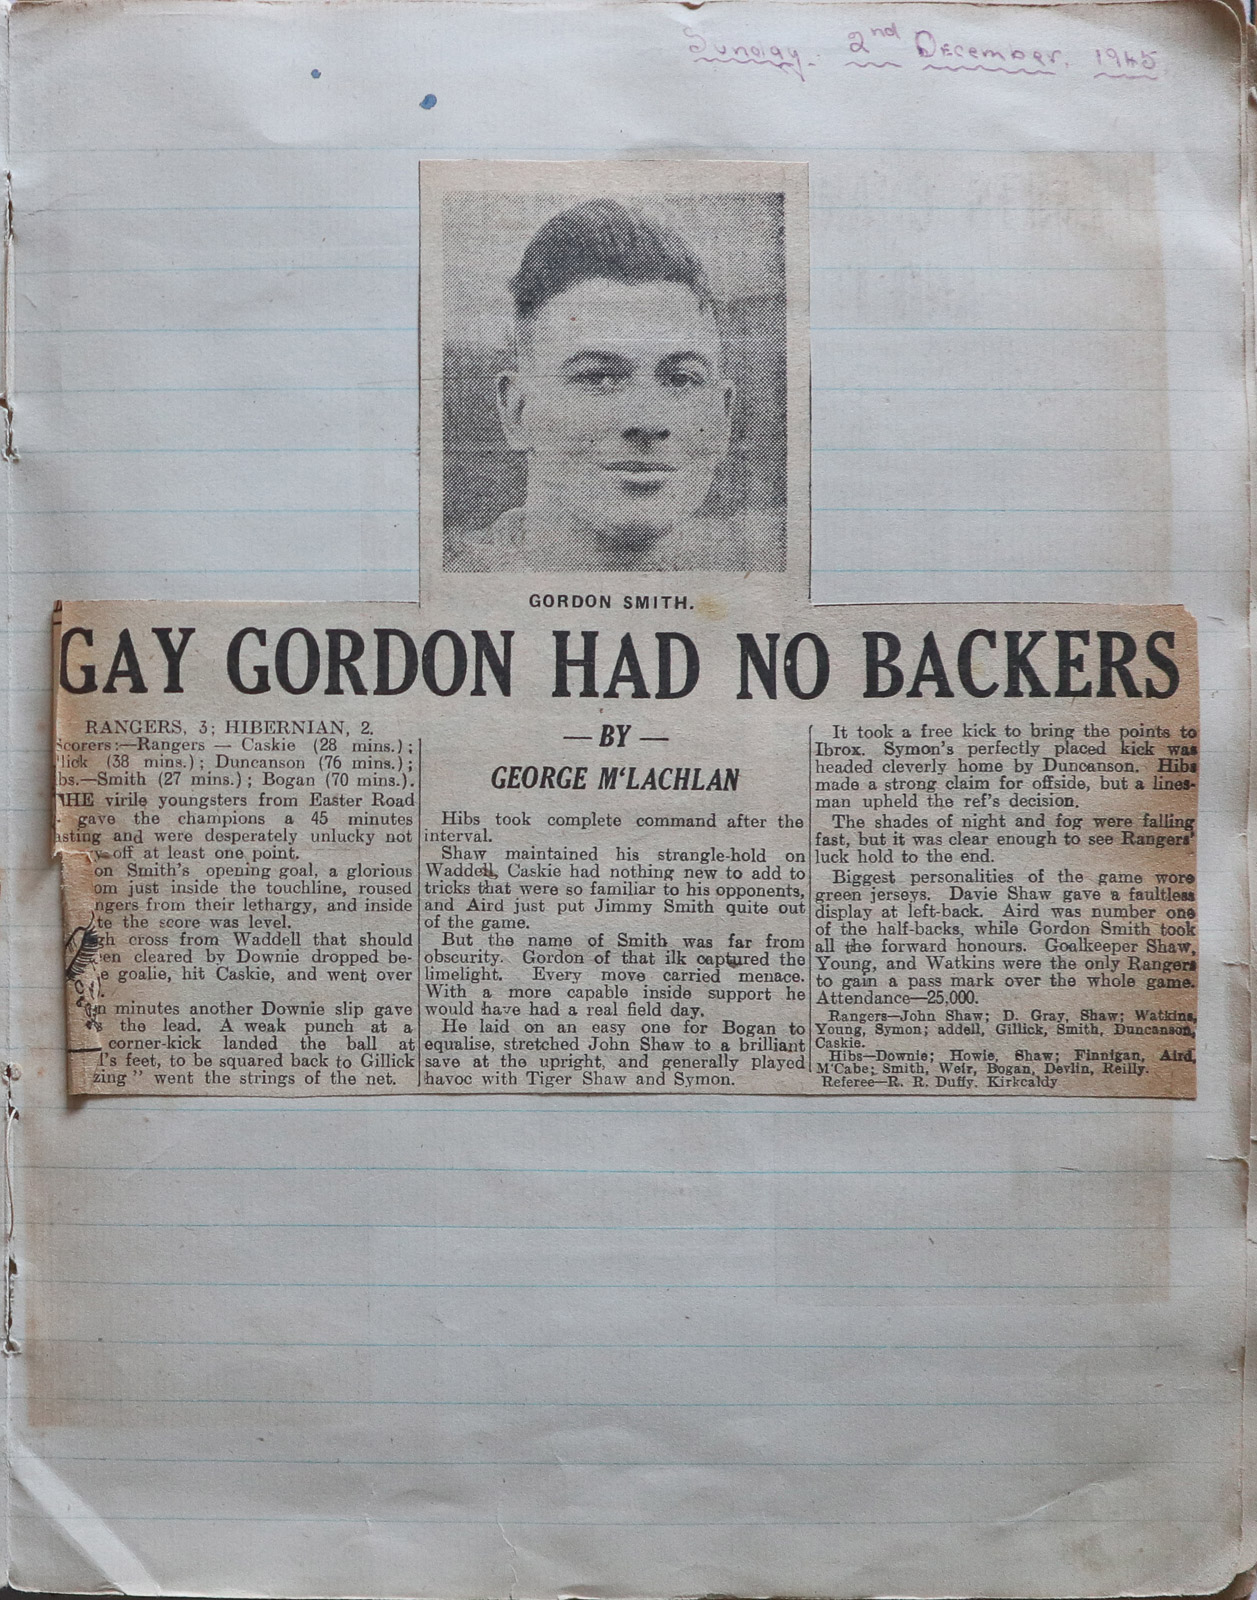 Sunday. 2nd December, 1945
GORDON SMITH.
GAY GORDON HAD NO BACKERS
RANGERS, 3; HIBERNIAN, 2.
Scorers:—Rangers — Caskie (28 mins.);
lick (38 mins.); Duncanson (76 mins.);
bs.—Smith (27 mins.); Bogan (70 mins.).
THE virile youngsters from Easter Road
gave the champions a 45 minutes
asting and were desperately unlucky not
off at least one point.
on Smith's opening goal, a glorious
om just inside the touchline, roused
ngers from their lethargy, and inside
te the score was level.
gh cross from Waddell that should
en cleared by Downie dropped be-
e goalie, hit Caskie, and went over
n minutes another Downie slip gave
the lead. A weak punch at a
corner-kick landed the ball at
l's feet, to be squared back to Gillick
zing" went the strings of the net.
— BY —
GEORGE M'LACHLAN
Hibs took complete command after the
interval.
Shaw maintained his strangle-hold on
Waddell, Caskie had nothing new to add to
tricks that were so familiar to his opponents,
and Aird just put Jimmy Smith quite out
of the game.
But the name of Smith was far from
obscurity. Gordon of that ilk captured the
limelight. Every move carried menace.
With a more capable inside support he
would have had a real field day.
He laid on an easy one for Bogan to
equalise, stretched John Shaw to a brilliant
save at the upright, and generally played
havoc with Tiger Shaw and Symon.
It took a free kick to bring the points to
Ibrox. Symon's perfectly placed kick was
headed cleverly home by Duncanson. Hibs
made a strong claim for offside, but a lines-
man upheld the ref's decision.
The shades of night and fog were falling
fast, but it was clear enough to see Rangers'
luck hold to the end.
Biggest personalities of the game wore
green jerseys. Davie Shaw gave a faultless
display at left-back. Aird was number one
of the half-backs, while Gordon Smith took
all the forward honours. Goalkeeper Shaw,
Young, and Watkins were the only Rangers
to gain a pass mark over the whole game.
Attendance—25,000.
Rangers—John Shaw; D. Gray, Shaw; Watkins,
Young, Symon; addell, Gillick, Smith, Duncanson,
Caskie.
Hibs—Downie; Howie, Shaw; Finnigan, Aird,
M'Cabe; Smith, Weir, Bogan, Devlin, Reilly.
Referee—R. R. Duffy. Kirkcaldy